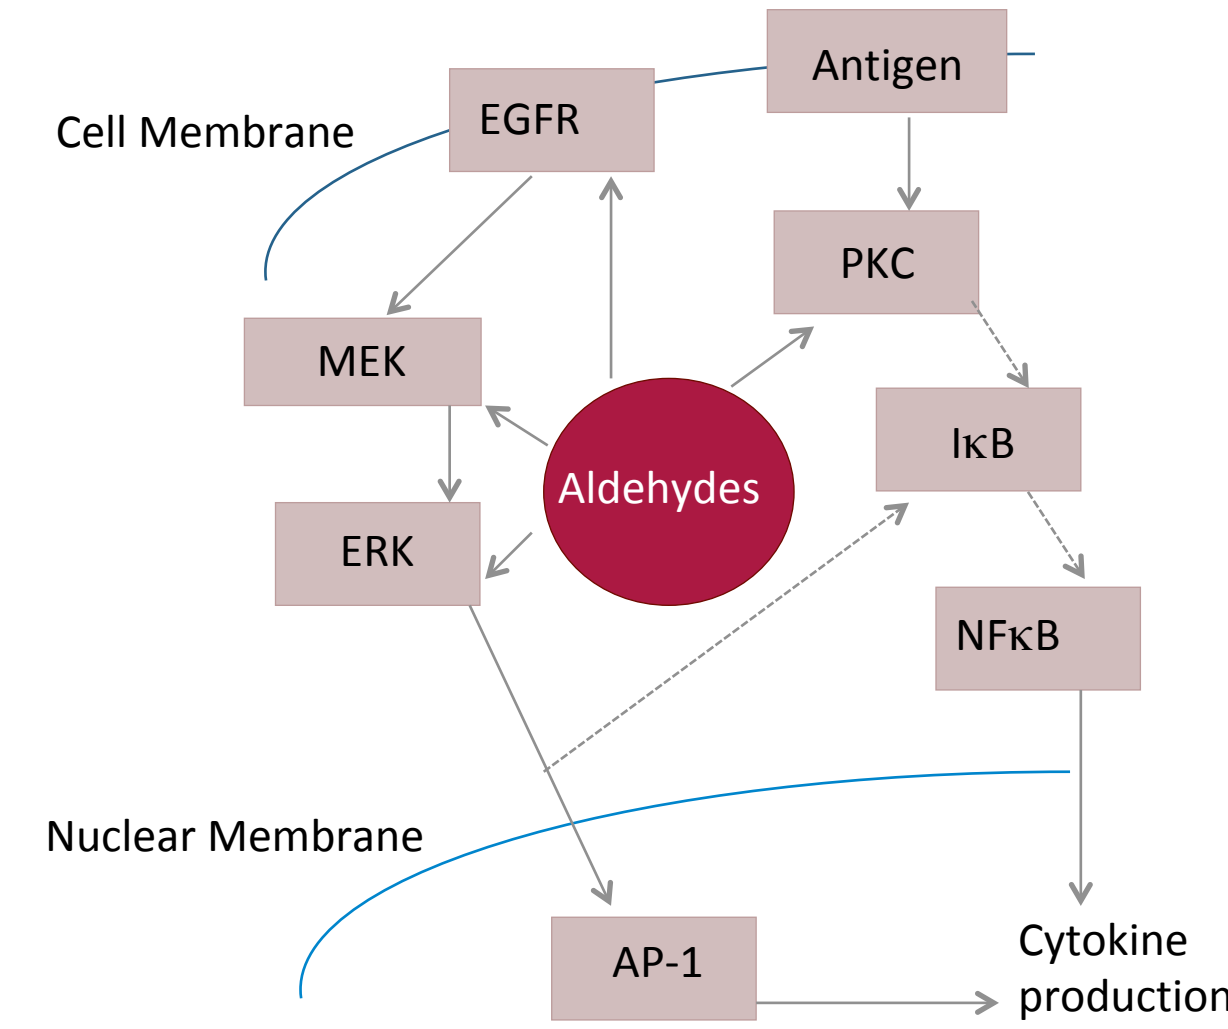 Antigen
EGFR
Cell Membrane
PKC
MEK
IκB
Aldehydes
ERK
NFκB
Nuclear Membrane
AP-1
Cytokine
production